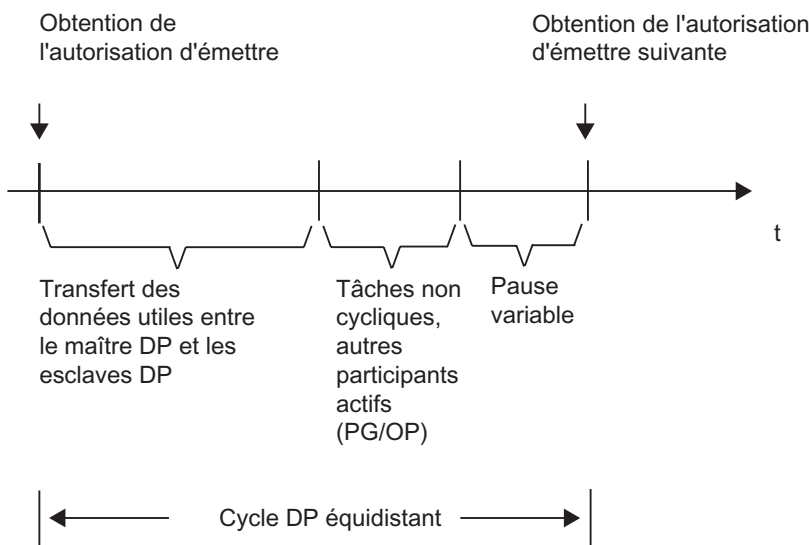 Obtention de
l'autorisation d'émettre
Obtention de l'autorisation
d'émettre suivante
t
Transfert des
données utiles entre
le maître DP et les
esclaves DP
Tâches non
cycliques,
autres
participants
actifs
(PG/OP)
Pause
variable
Cycle DP équidistant